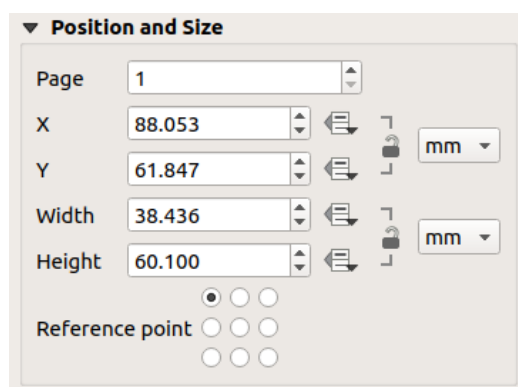 Position and Size
Page 1
X 88.053
mm
Y 61.847
Width 38.436
mm
Height 60.100
Reference point